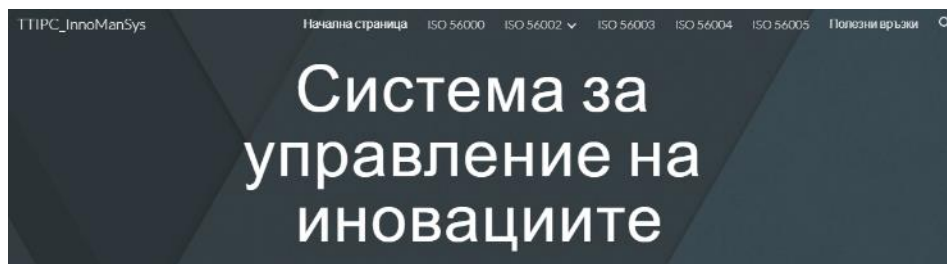 TTIPC_InnoManSys Начална страница ISO 56000 ISO 56002 ISO 56003 ISO 56004 ISO 56005 Полезни връзки
Система за
управление на
иновациите